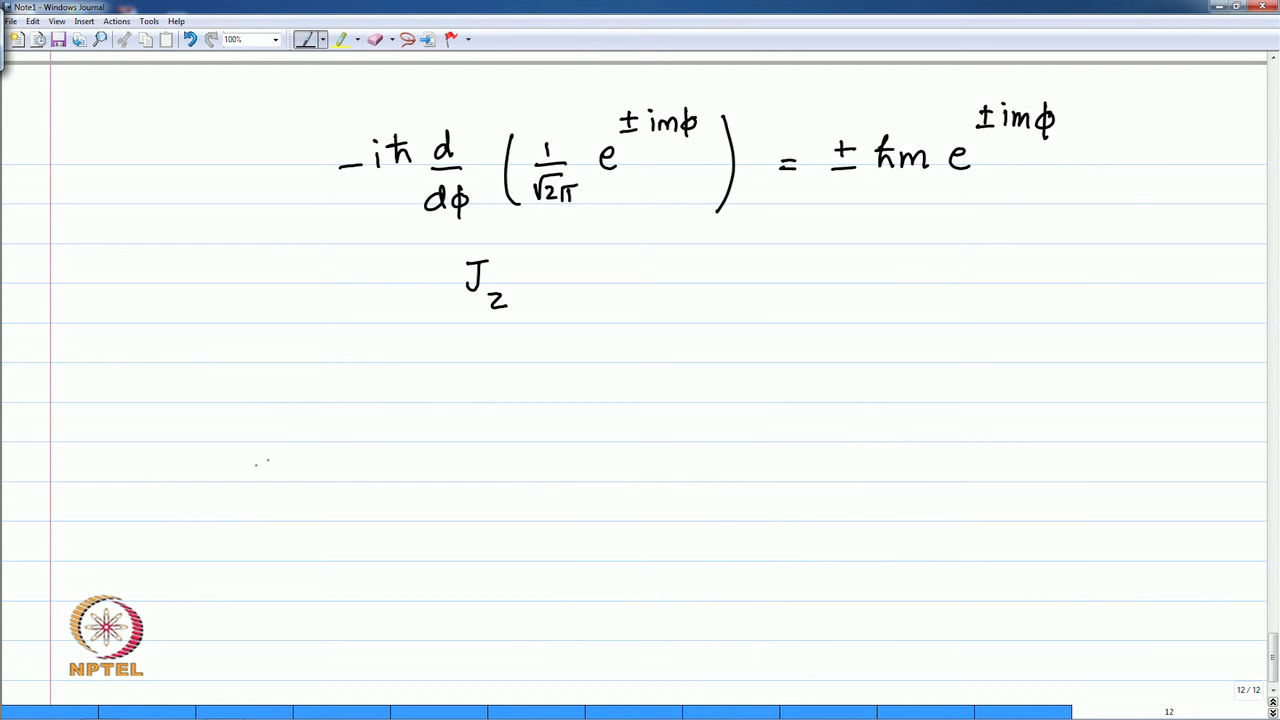 Note1 - Windows Journal
File Edit View Insert Actions Tools Help
100%
-iħ d/dφ ( 1/√2π e^{± imφ} ) = ± ħm e^{± imφ}
J_z
NPTEL
12 / 12
12